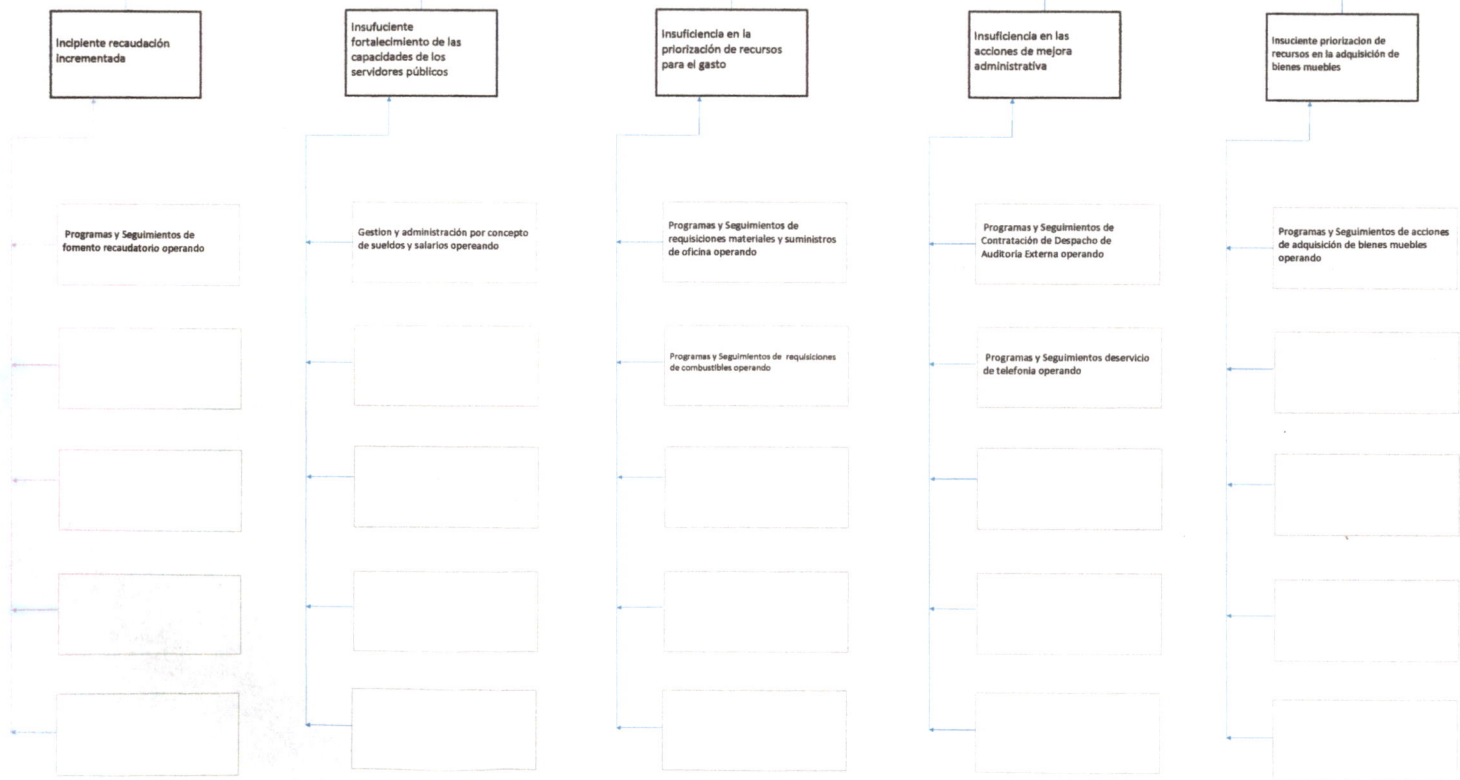 Incipiente recaudación
incrementada
Insufuciente
fortalecimiento de las
capacidades de los
servidores públicos
Insuficiencia en la
priorización de recursos
para el gasto
Insuficiencia en las
acciones de mejora
administrativa
Insuciente priorizacion de
recursos en la adquisición de
bienes muebles
Programas y Seguimientos de
fomento recaudatorio operando
Gestion y administración por concepto
de sueldos y salarios opereando
Programas y Seguimientos de
requisiciones materiales y suministros
de oficina operando
Programas y Seguimientos de
Contratación de Despacho de
Auditoria Externa operando
Programas y Seguimientos de acciones
de adquisición de bienes muebles
operando
Programas y Seguimientos de requisiciones
de combustibles operando
Programas y Seguimientos deservicio
de telefonia operando